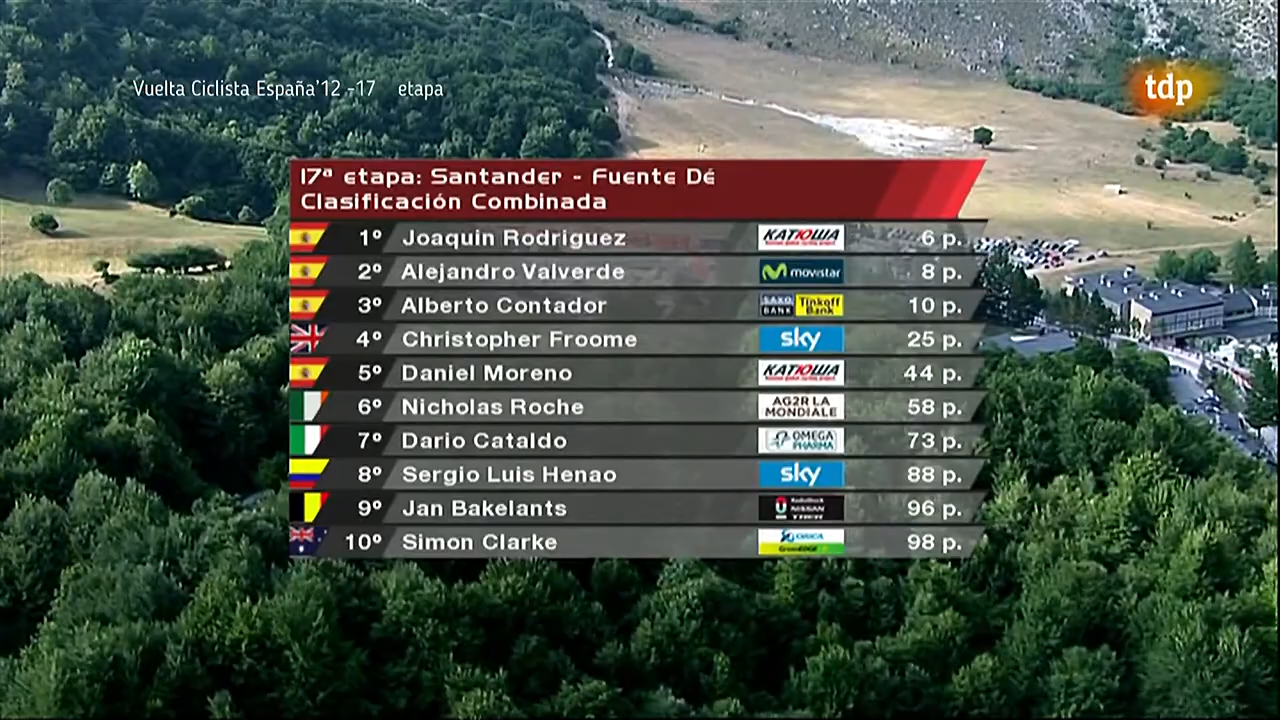 Vuelta Ciclista España'12 -17 etapa
tdp
17ª etapa: Santander - Fuente Dé
Clasificación Combinada
1º Joaquin Rodriguez KATIOWA 6 p.
2º Alejandro Valverde movistar 8 p.
3º Alberto Contador SAXO BANK Tinkoff Bank 10 p.
4º Christopher Froome sky 25 p.
5º Daniel Moreno KATIOWA 44 p.
6º Nicholas Roche AG2R LA MONDIALE 58 p.
7º Dario Cataldo OMEGA PHARMA 73 p.
8º Sergio Luis Henao sky 88 p.
9º Jan Bakelants NISSAN 96 p.
10º Simon Clarke ORICA GreenEDGE 98 p.